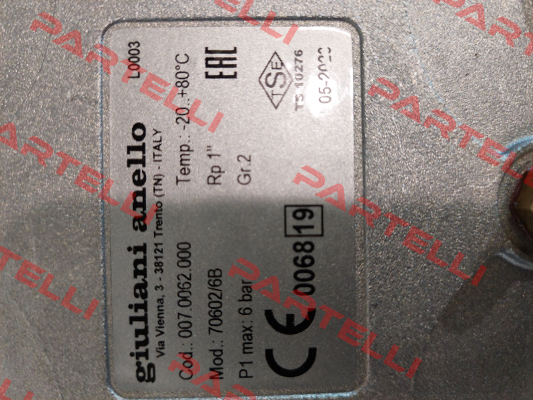 giuliani anello
L0003
Via Vienna, 3 - 38121 Trento (TN) - ITALY
Cod.: 007.0062.000 Temp.: -20..+80°C
Mod.: 70602/6B Rp 1" EAC
P1 max: 6 bar Gr.2
CE 0068 19
TSE
TS 10276
PARTELLI
PARTELLI
PARTELLI
PARTELLI
PARTELLI